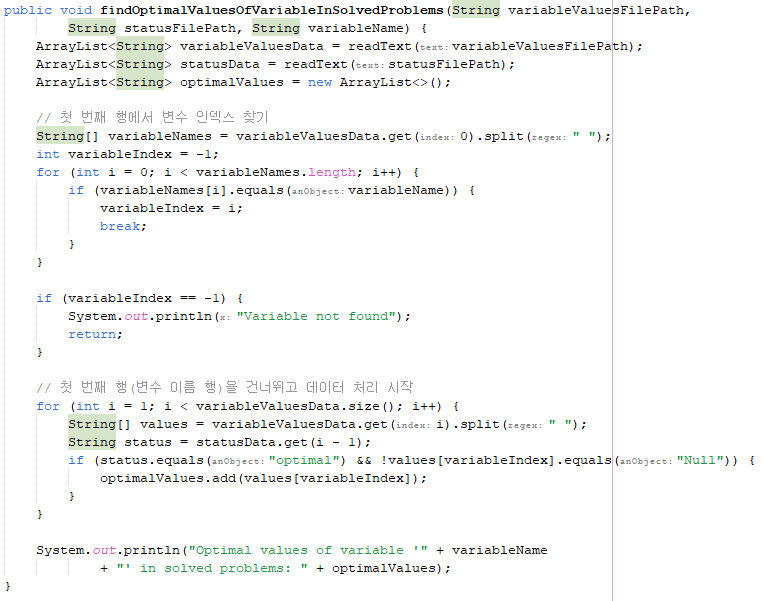 public void findOptimalValuesOfVariableInSolvedProblems(String variableValuesFilePath,
String statusFilePath, String variableName) {
ArrayList<String> variableValuesData = readText(text:variableValuesFilePath);
ArrayList<String> statusData = readText(text:statusFilePath);
ArrayList<String> optimalValues = new ArrayList<>();
// 첫 번째 행에서 변수 인덱스 찾기
String[] variableNames = variableValuesData.get(index: 0).split(regex: " ");
int variableIndex = -1;
for (int i = 0; i < variableNames.length; i++) {
if (variableNames[i].equals(anObject: variableName)) {
variableIndex = i;
break;
}
}
if (variableIndex == -1) {
System.out.println(x: "Variable not found");
return;
}
// 첫 번째 행(변수 이름 행)을 건너뛰고 데이터 처리 시작
for (int i = 1; i < variableValuesData.size(); i++) {
String[] values = variableValuesData.get(index: i).split(regex: " ");
String status = statusData.get(i - 1);
if (status.equals(anObject: "optimal") && !values[variableIndex].equals(anObject: "Null")) {
optimalValues.add(values[variableIndex]);
}
}
System.out.println("Optimal values of variable '" + variableName
+ "' in solved problems: " + optimalValues);
}